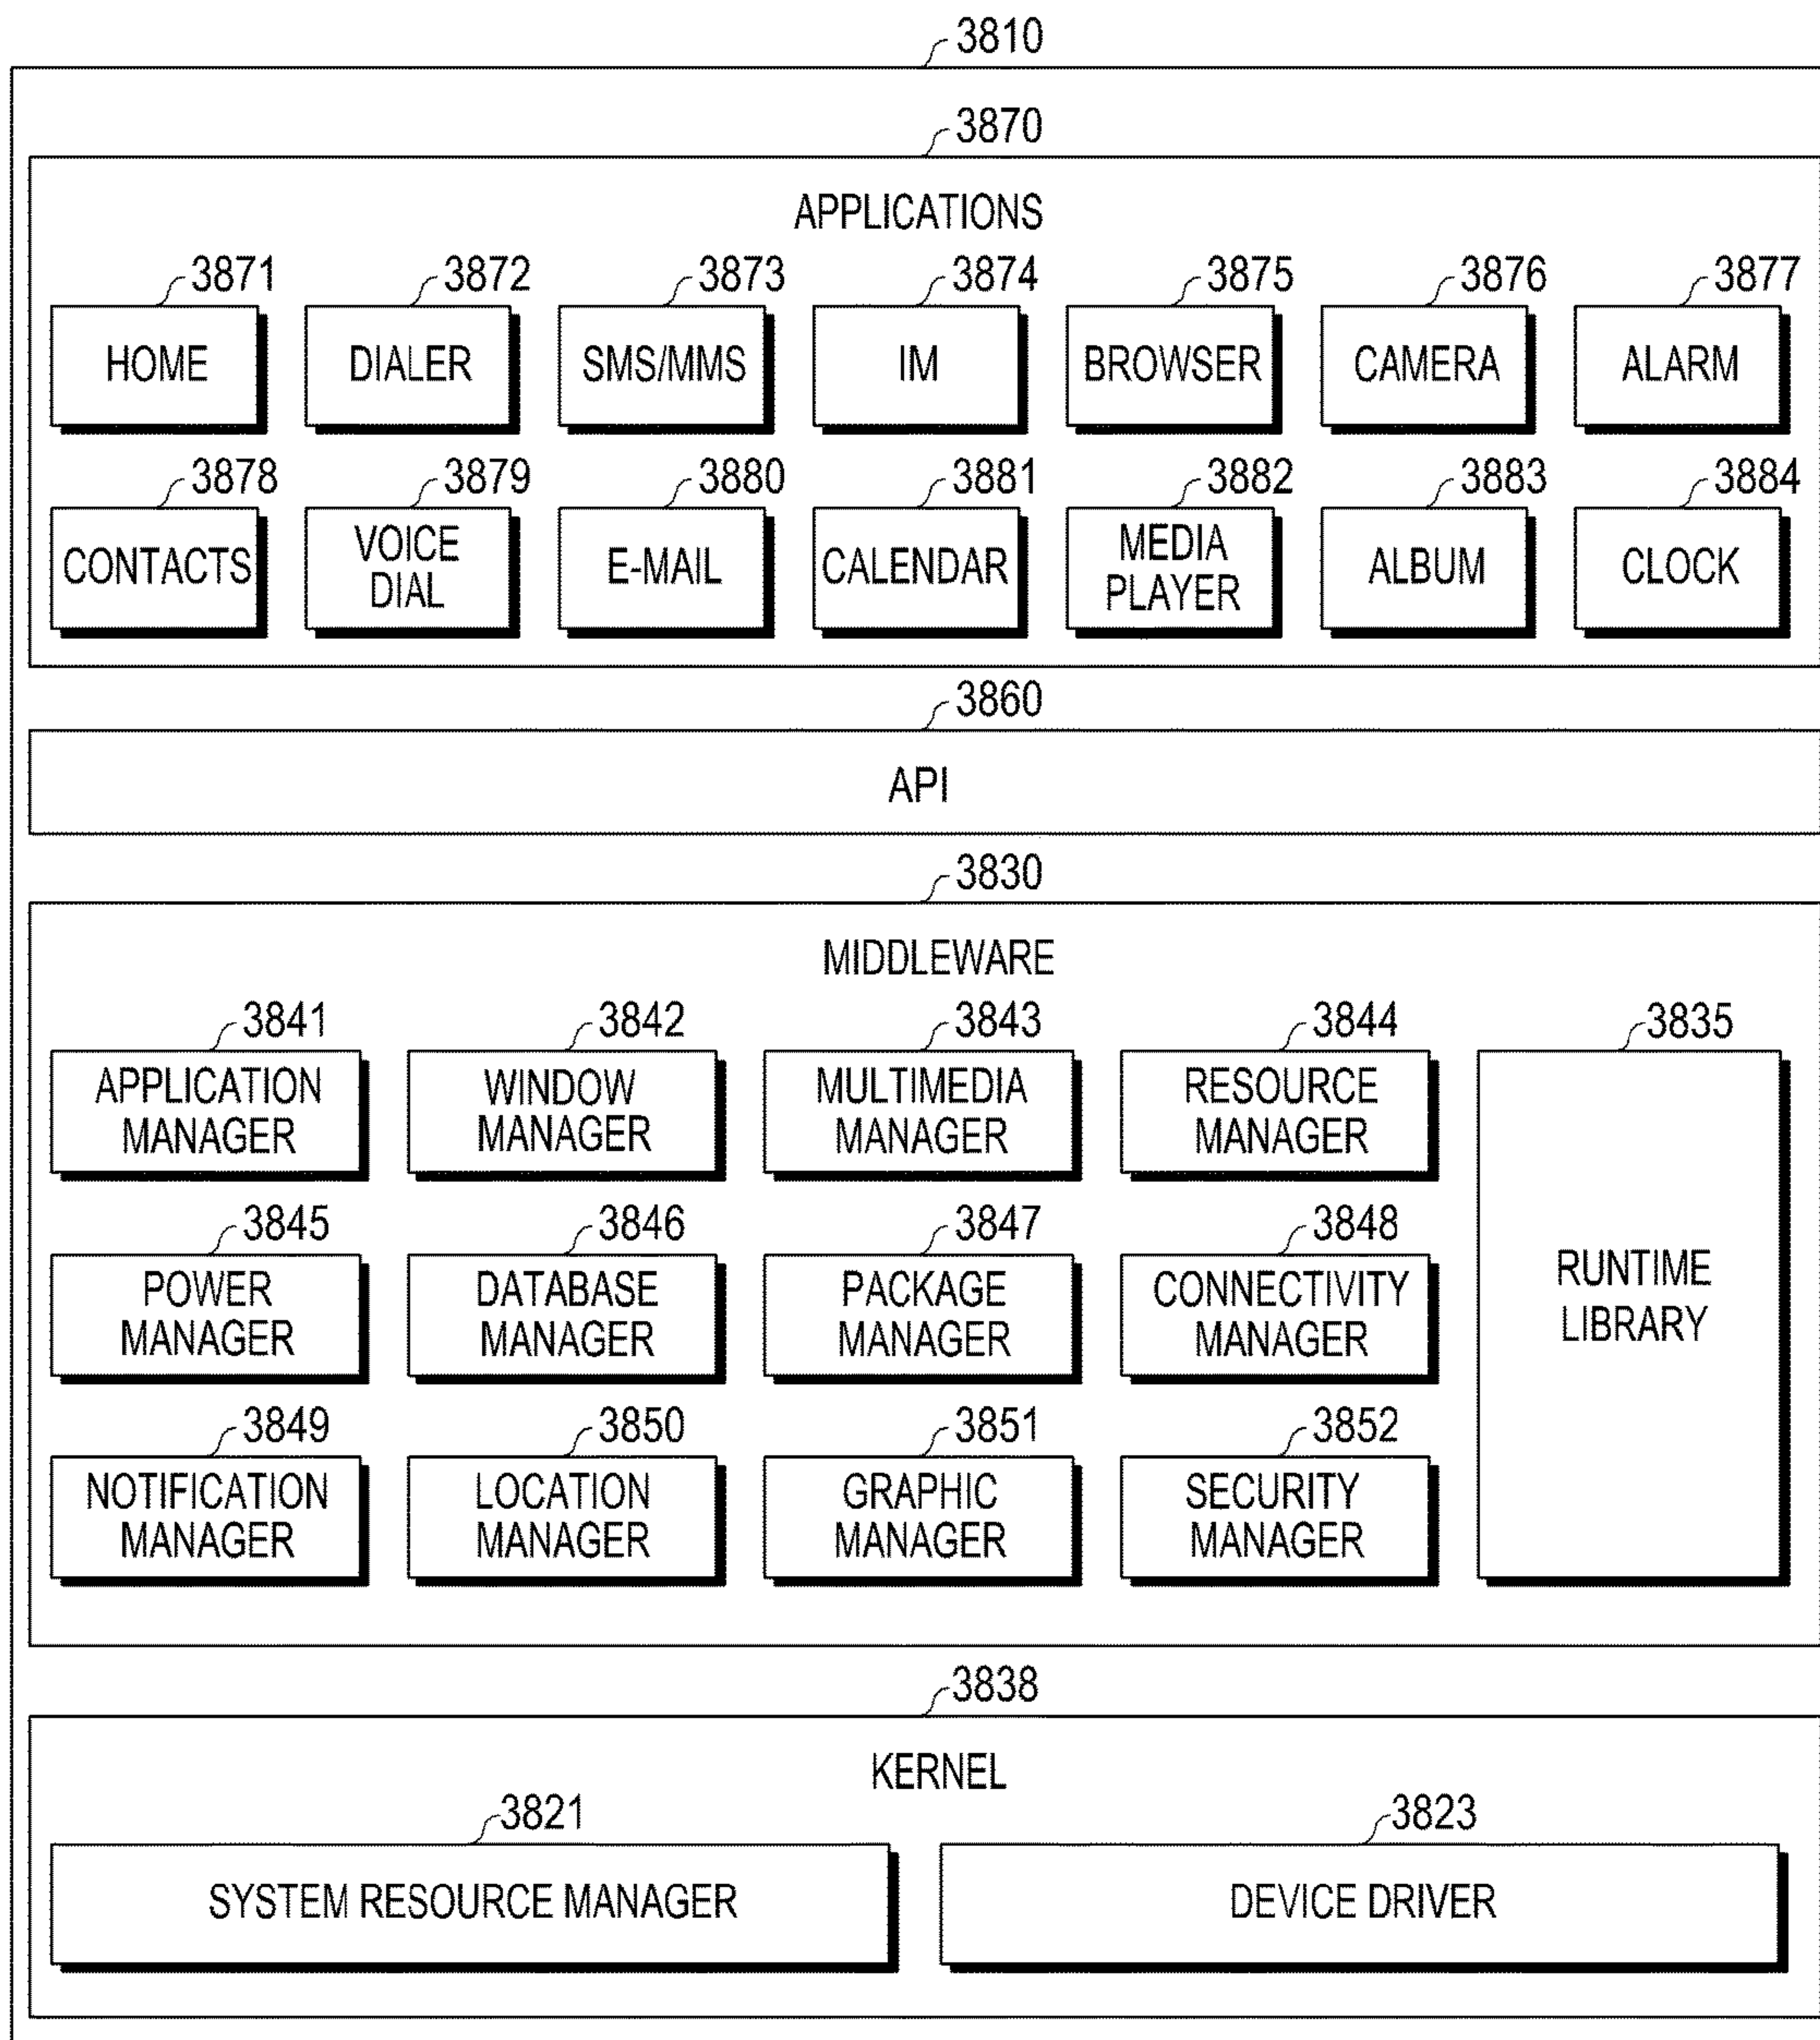 3810
3870
APPLICATIONS
3871 3872 3873 3874 3875 3876 3877
HOME DIALER SMS/MMS IM BROWSER CAMERA ALARM
3878 3879 3880 3881 3882 3883 3884
CONTACTS VOICE DIAL E-MAIL CALENDAR MEDIA PLAYER ALBUM CLOCK
3860
API
3830
MIDDLEWARE
3841 3842 3843 3844 3835
APPLICATION MANAGER WINDOW MANAGER MULTIMEDIA MANAGER RESOURCE MANAGER
3845 3846 3847 3848
POWER MANAGER DATABASE MANAGER PACKAGE MANAGER CONNECTIVITY MANAGER RUNTIME LIBRARY
3849 3850 3851 3852
NOTIFICATION MANAGER LOCATION MANAGER GRAPHIC MANAGER SECURITY MANAGER
3838
KERNEL
3821 3823
SYSTEM RESOURCE MANAGER DEVICE DRIVER